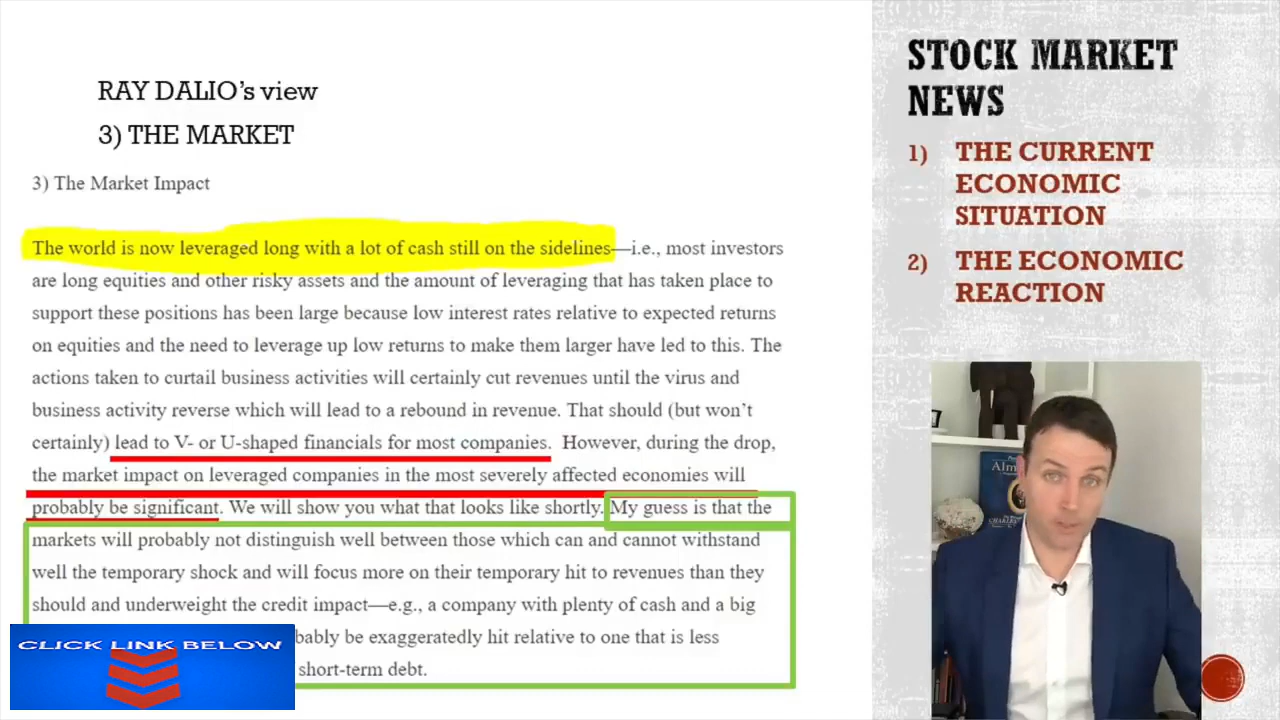 RAY DALIO's view
3) THE MARKET
3) The Market Impact
The world is now leveraged long with a lot of cash still on the sidelines—i.e., most investors
are long equities and other risky assets and the amount of leveraging that has taken place to
support these positions has been large because low interest rates relative to expected returns
on equities and the need to leverage up low returns to make them larger have led to this. The
actions taken to curtail business activities will certainly cut revenues until the virus and
business activity reverse which will lead to a rebound in revenue. That should (but won't
certainly) lead to V- or U-shaped financials for most companies. However, during the drop,
the market impact on leveraged companies in the most severely affected economies will
probably be significant. We will show you what that looks like shortly. My guess is that the
markets will probably not distinguish well between those which can and cannot withstand
well the temporary shock and will focus more on their temporary hit to revenues than they
should and underweight the credit impact—e.g., a company with plenty of cash and a big
bably be exaggeratedly hit relative to one that is less
short-term debt.
CLICK LINK BELOW
STOCK MARKET
NEWS
1) THE CURRENT
ECONOMIC
SITUATION
2) THE ECONOMIC
REACTION